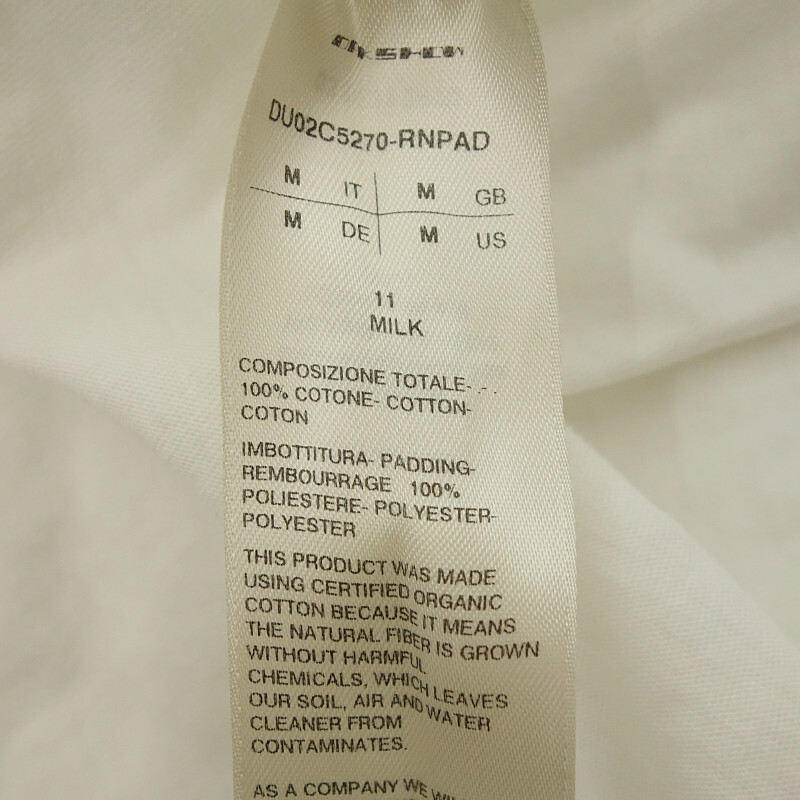 DRKSHDW
DU02C5270-RNPAD
M IT M GB
M DE M US
11
MILK
COMPOSIZIONE TOTALE- - -
100% COTONE- COTTON-
COTON
IMBOTTITURA- PADDING-
REMBOURRAGE 100%
POLIESTERE- POLYESTER-
POLYESTER
THIS PRODUCT WAS MADE
USING CERTIFIED ORGANIC
COTTON BECAUSE IT MEANS
THE NATURAL FIBER IS GROWN
WITHOUT HARMFUL
CHEMICALS, WHICH LEAVES
OUR SOIL, AIR AND WATER
CLEANER FROM
CONTAMINATES.
AS A COMPANY WE